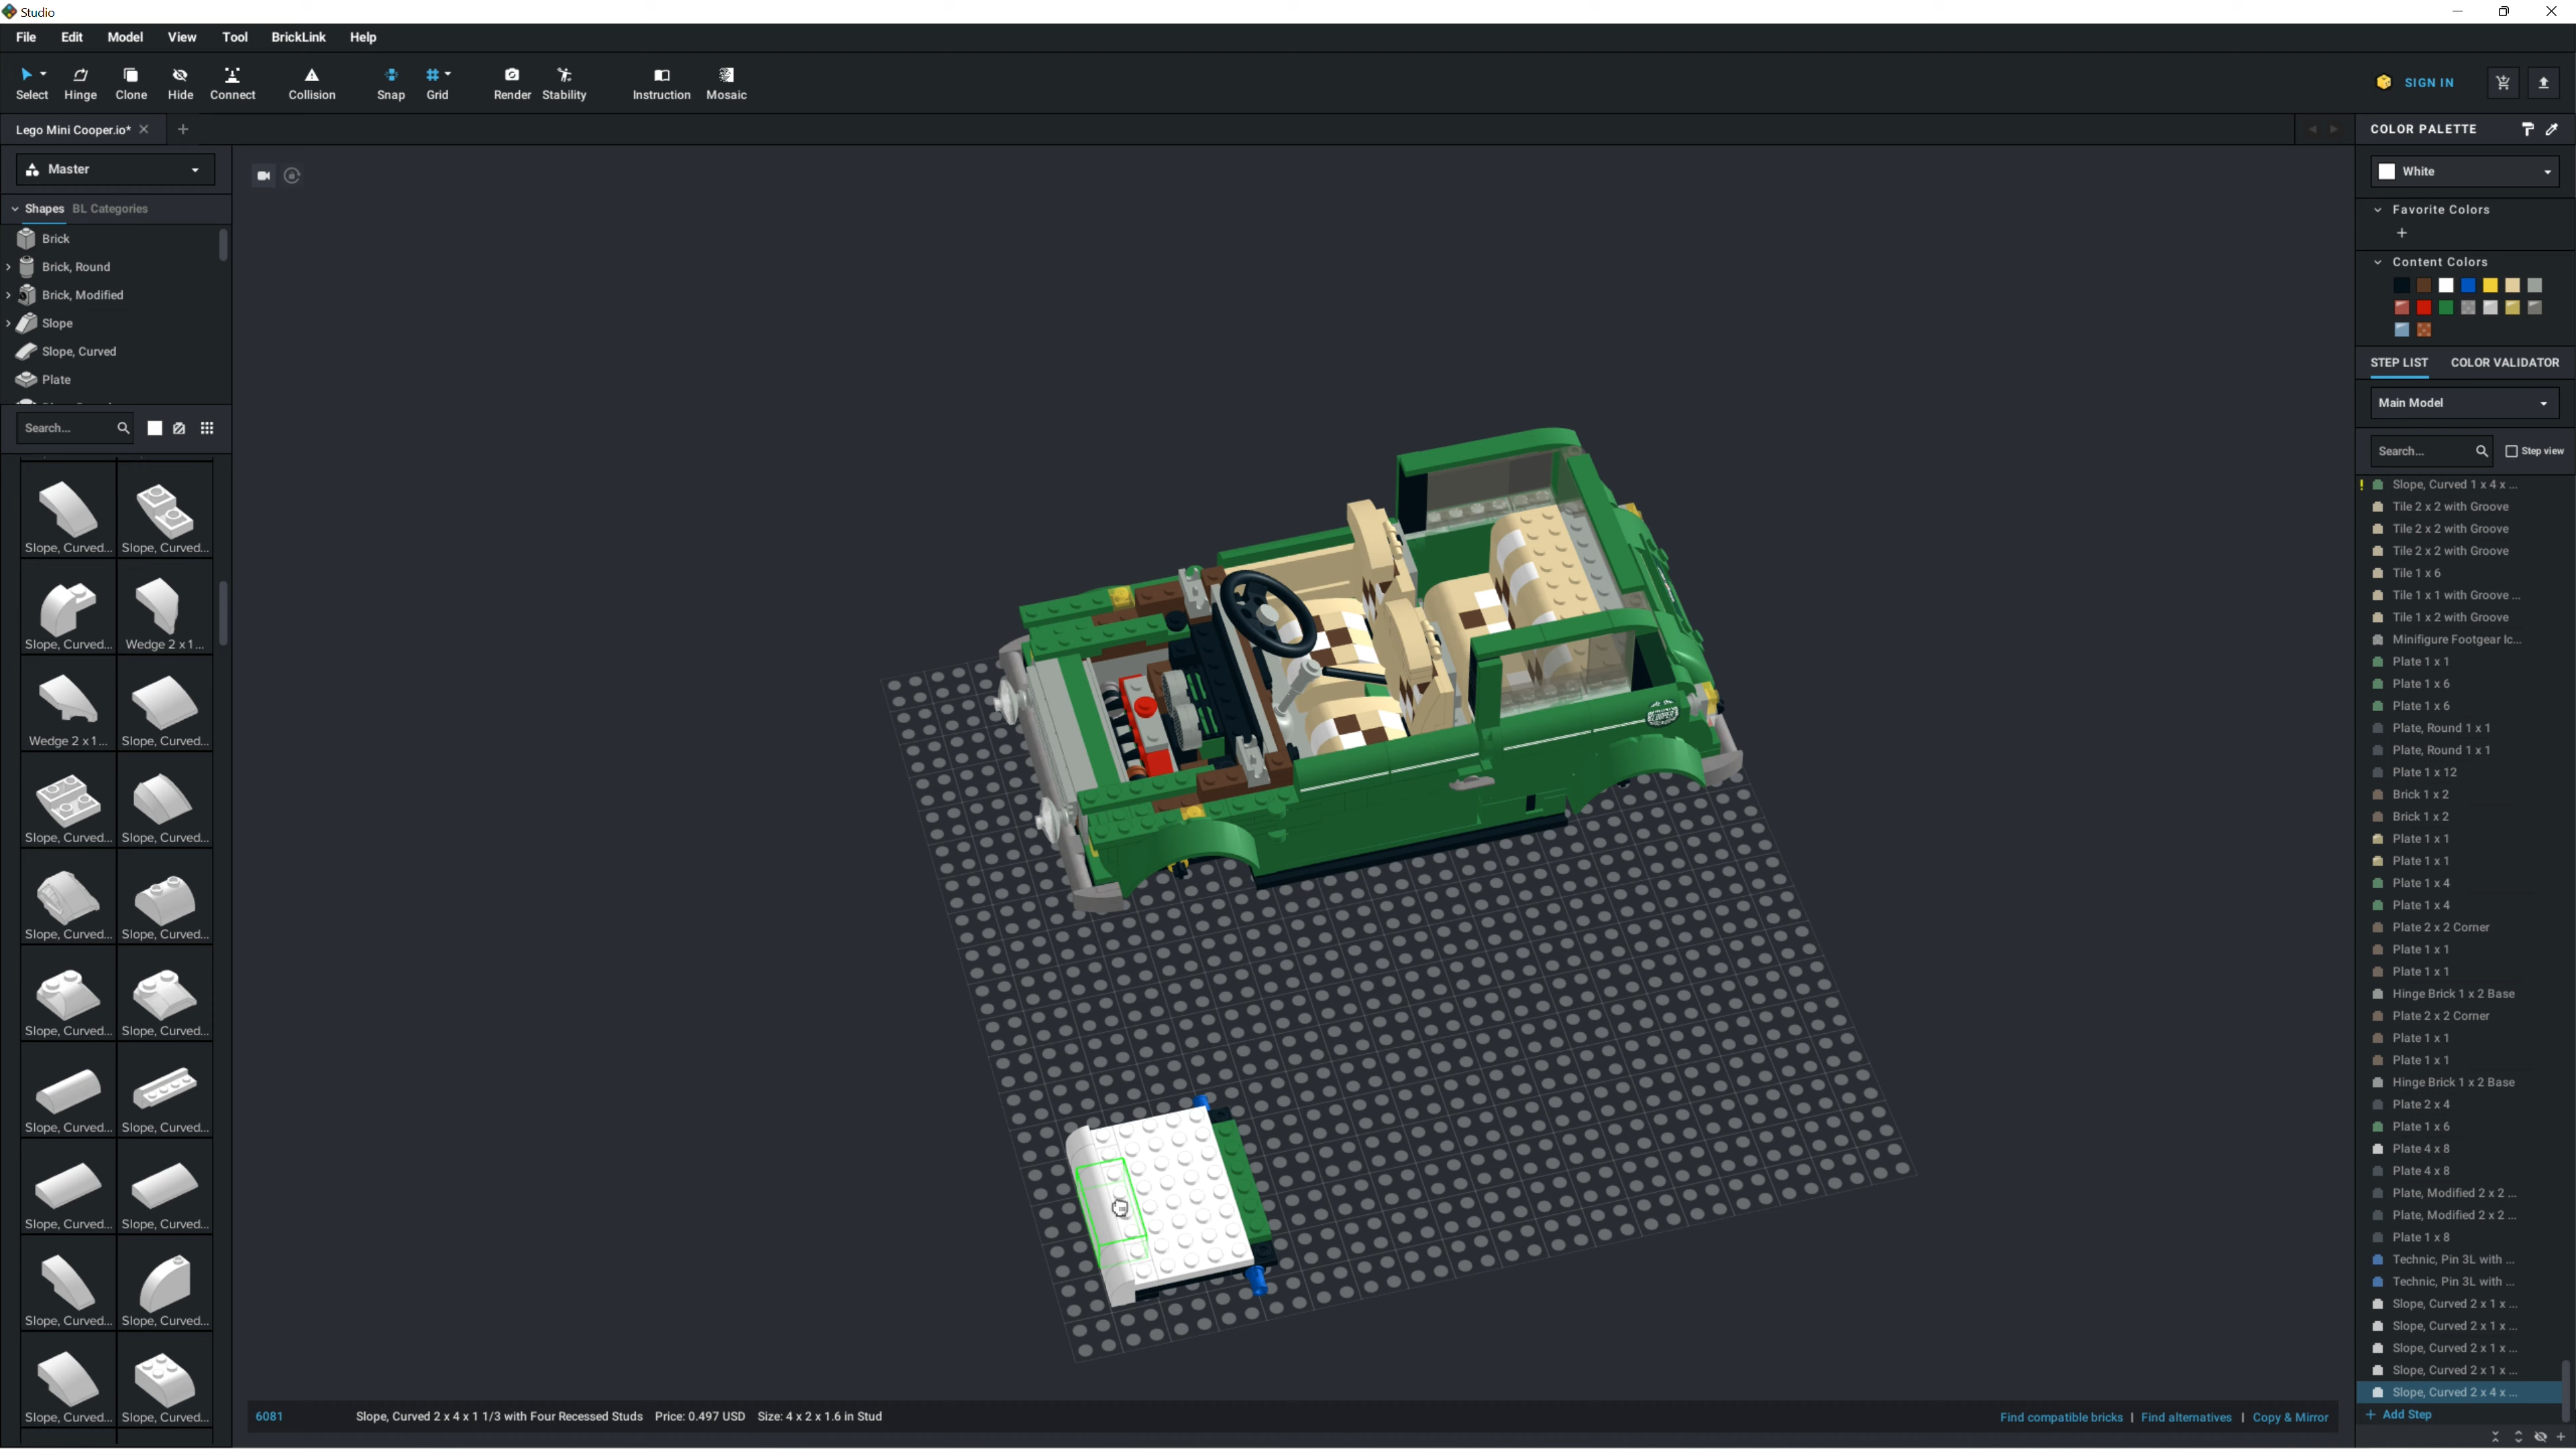 Studio
File Edit Model View Tool BrickLink Help
Select Hinge Clone Hide Connect Collision Snap Grid Render Stability Instruction Mosaic
SIGN IN
Lego Mini Cooper.io*
COLOR PALETTE
Master
White
Shapes BL Categories
Favorite Colors
Brick
Brick, Round
Content Colors
Brick, Modified
Slope
Slope, Curved
STEP LIST COLOR VALIDATOR
Plate
Main Model
Search...
Search... Step view
Slope, Curved 1 x 4 x ...
Tile 2 x 2 with Groove
Tile 2 x 2 with Groove
Tile 2 x 2 with Groove
Tile 1 x 6
Tile 1 x 1 with Groove ...
Tile 1 x 2 with Groove
Minifigure Footgear Ic...
Plate 1 x 1
Plate 1 x 6
Plate 1 x 6
Plate, Round 1 x 1
Plate, Round 1 x 1
Plate 1 x 12
Brick 1 x 2
Brick 1 x 2
Plate 1 x 1
Plate 1 x 1
Plate 1 x 4
Plate 1 x 4
Plate 2 x 2 Corner
Plate 1 x 1
Plate 1 x 1
Hinge Brick 1 x 2 Base
Plate 2 x 2 Corner
Plate 1 x 1
Plate 1 x 1
Hinge Brick 1 x 2 Base
Plate 2 x 4
Plate 1 x 6
Plate 4 x 8
Plate 4 x 8
Plate, Modified 2 x 2 ...
Plate, Modified 2 x 2 ...
Plate 1 x 8
Technic, Pin 3L with ...
Technic, Pin 3L with ...
Slope, Curved 2 x 1 x ...
Slope, Curved 2 x 1 x ...
Slope, Curved 2 x 1 x ...
Slope, Curved 2 x 1 x ...
Slope, Curved 2 x 4 x ...
+ Add Step
Slope, Curved... Slope, Curved...
Slope, Curved... Wedge 2 x 1 ...
Wedge 2 x 1 ... Slope, Curved...
Slope, Curved... Slope, Curved...
Slope, Curved... Slope, Curved...
Slope, Curved... Slope, Curved...
Slope, Curved... Slope, Curved...
Slope, Curved... Slope, Curved...
Slope, Curved... Slope, Curved...
Slope, Curved... Slope, Curved...
COOPER
6081 Slope, Curved 2 x 4 x 1 1/3 with Four Recessed Studs Price: 0.497 USD Size: 4 x 2 x 1.6 in Stud
Find compatible bricks | Find alternatives | Copy & Mirror